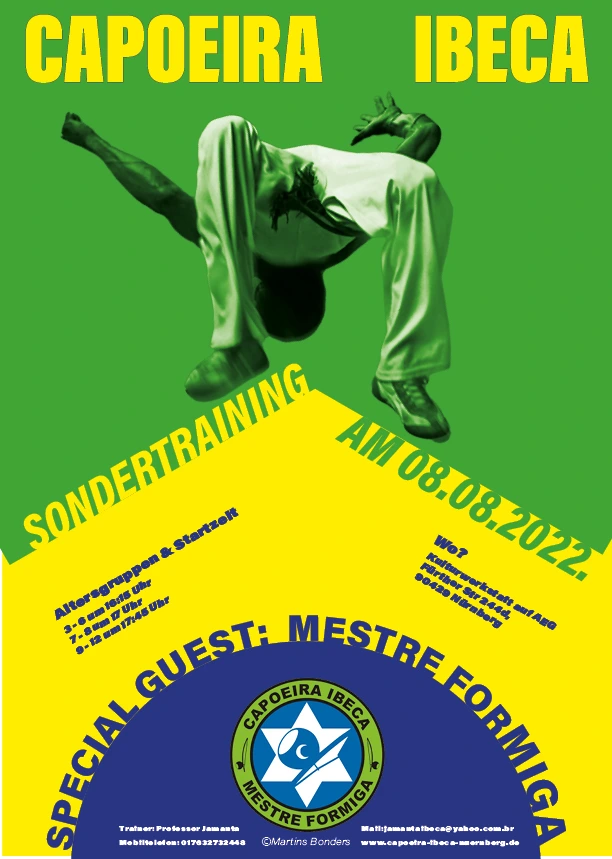 CAPOEIRA IBECA
SONDERTRAINING
AM 08.08.2022.
Altersgruppen & Startzeit
3 - 6 um 16:15 Uhr
7 - 8 um 17 Uhr
9 - 12 um 17:45 Uhr
Wo?
Kulturwerkstatt auf AEG
Fürther Str. 244d,
90429 Nürnberg
SPECIAL GUEST: MESTRE FORMIGA
CAPOEIRA IBECA
MESTRE FORMIGA
Trainer: Professor Jamanta
Mobiltelefon: 017632732448
©Martins Bonders
Mail:jamantaibeca@yahoo.com.br
www.capoeira-ibeca-nuernberg.de